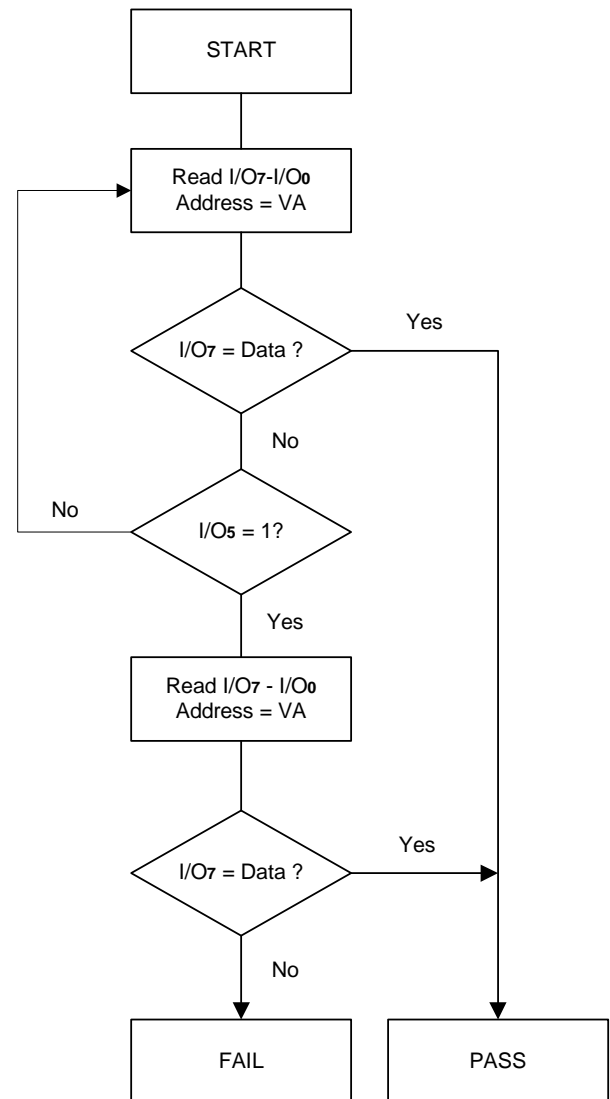 START
Read I/O7-I/O0
Address = VA
I/O7 = Data ?
Yes
No
No
I/O5 = 1?
Yes
Read I/O7 - I/O0
Address = VA
I/O7 = Data ?
Yes
No
FAIL
PASS